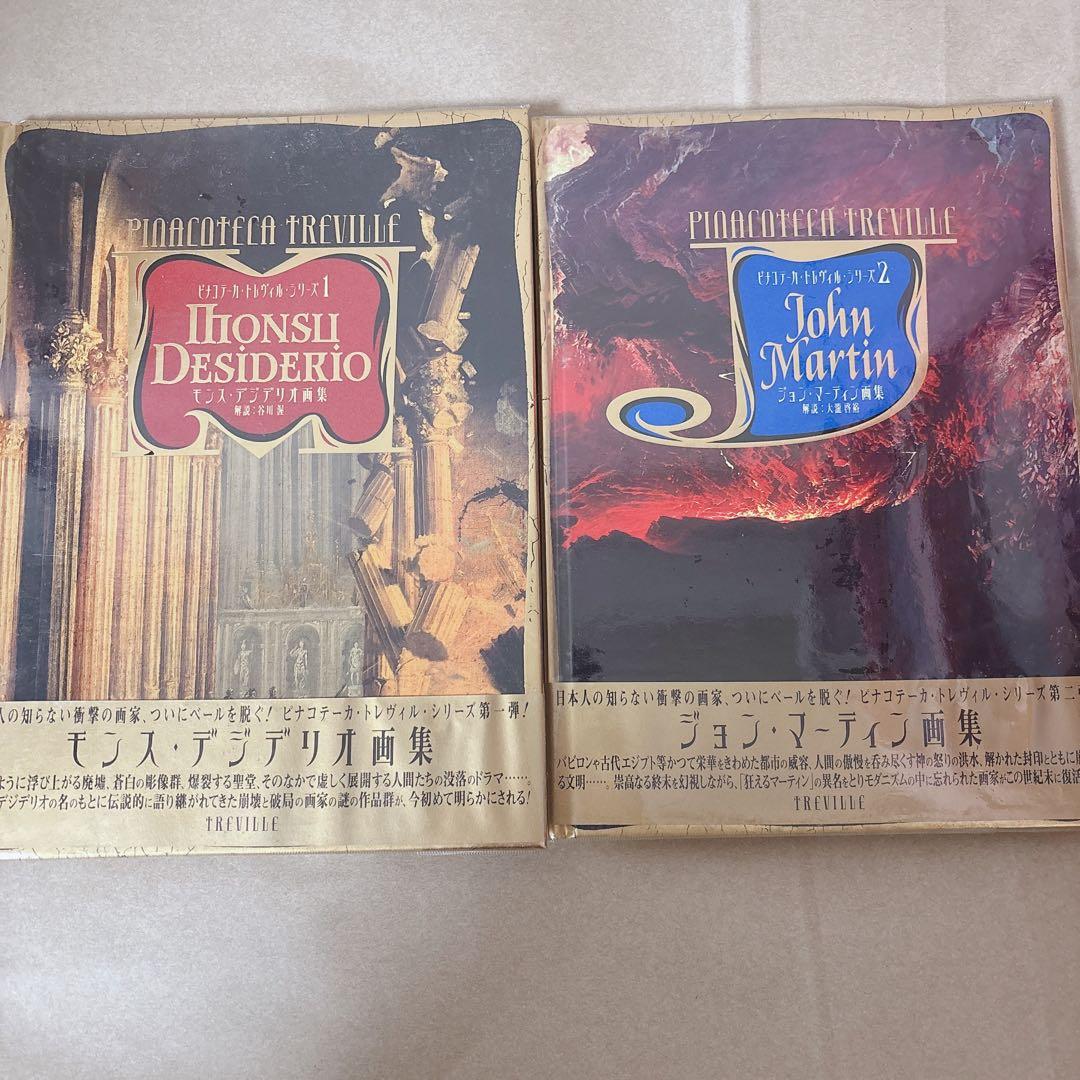 PINACOTECA TREVILLE
ピナコテーカ・トレヴィル・シリーズ1
MONSU
DESIDERIO
モンス・デジデリオ画集
解説:谷川 渥
人の知らない衝撃の画家、ついにベールを脱ぐ! ピナコテーカ・トレヴィル・シリーズ第一弾!
モンス・デジデリオ画集
ように浮び上がる廃墟、蒼白の彫像群、爆裂する聖堂、そのなかで虚しく展開する人間たちの没落のドラマ……。
デジデリオの名のもとに伝説的に語り継がれてきた崩壊と破局の画家の謎の作品群が、今初めて明らかにされる!
TREVILLE
PINACOTECA TREVILLE
ピナコテーカ・トレヴィル・シリーズ2
John
Martin
ジョン・マーティン画集
解説:大瀧啓裕
日本人の知らない衝撃の画家、ついにベールを脱ぐ! ピナコテーカ・トレヴィル・シリーズ第二
ジョン・マーティン画集
バビロンや古代エジプト等かつて栄華をきわめた都市の威容、人間の傲慢を呑み尽くす神の怒りの洪水、解かれた封印とともに
る文明……。崇高なる終末を幻視しながら、「狂えるマーティン」の異名をとりモダニズムの中に忘れられた画家がこの世紀末に復活
TREVILLE